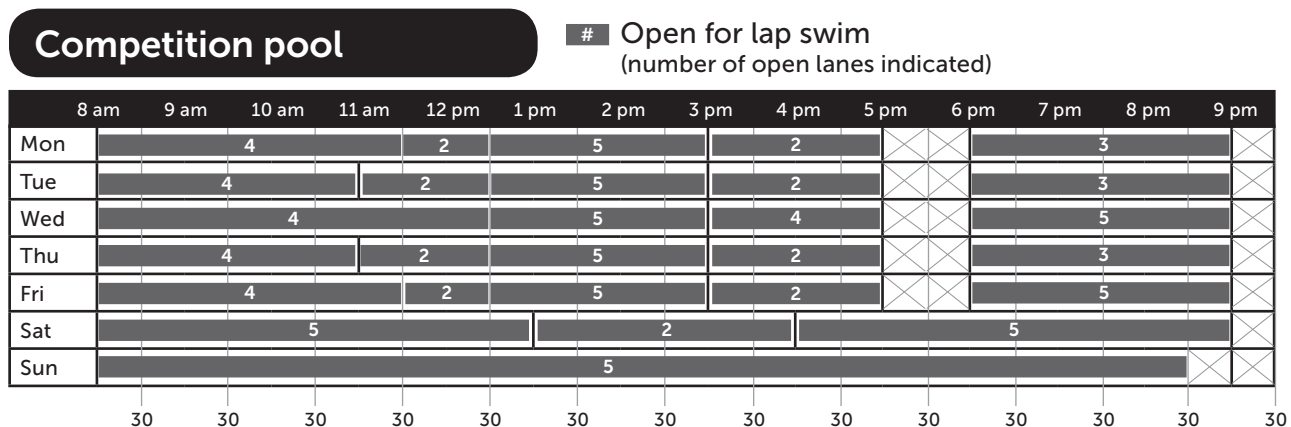 Competition pool
# Open for lap swim
(number of open lanes indicated)
8 am 9 am 10 am 11 am 12 pm 1 pm 2 pm 3 pm 4 pm 5 pm 6 pm 7 pm 8 pm 9 pm
Mon 4 2 5 2 3
Tue 4 2 5 2 3
Wed 4 5 4 5
Thu 4 2 5 2 3
Fri 4 2 5 2 5
Sat 5 2 5
Sun 5
30 30 30 30 30 30 30 30 30 30 30 30 30 30